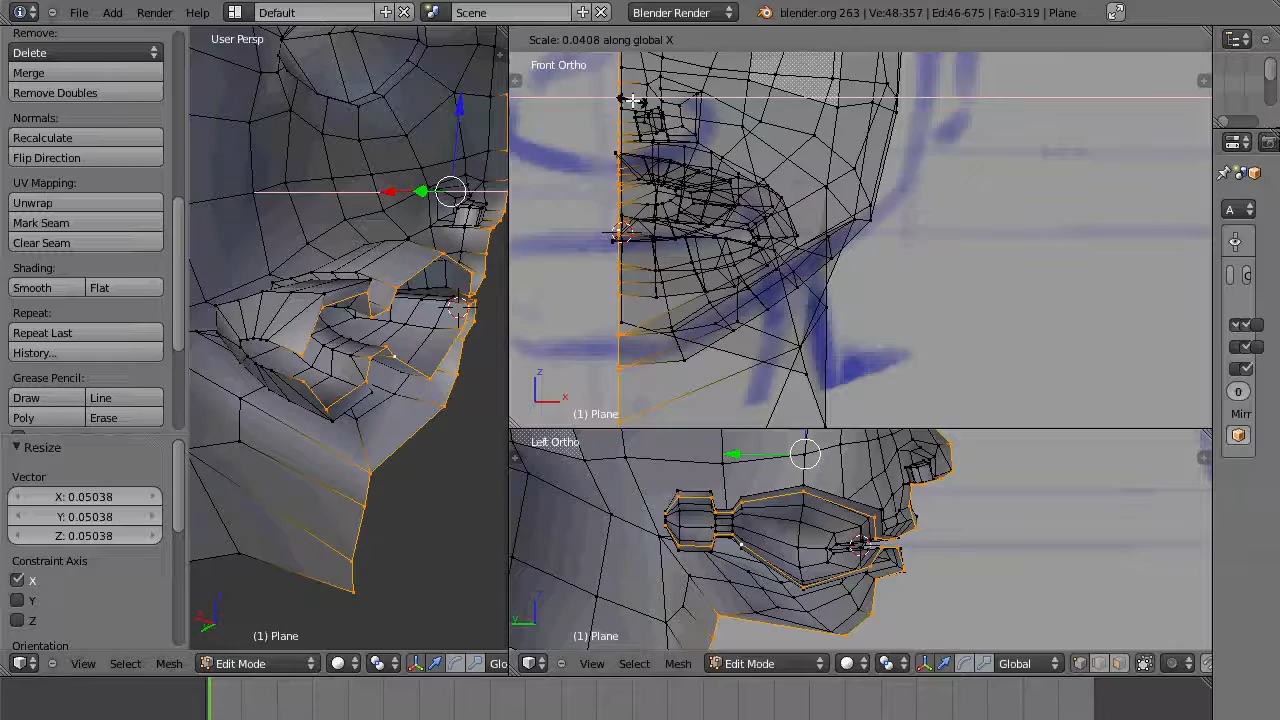 File Add Render Help Default Scene Blender Render blender.org 263 | Ve:48-357 | Ed:46-675 | Fa:0-319 | Plane
Remove:
Delete
Merge
Remove Doubles
Normals:
Recalculate
Flip Direction
UV Mapping:
Unwrap
Mark Seam
Clear Seam
Shading:
Smooth Flat
Repeat:
Repeat Last
History...
Grease Pencil:
Draw Line
Poly Erase
Resize
Vector
X: 0.05038
Y: 0.05038
Z: 0.05038
Constraint Axis
X
Y
Z
Orientation
User Persp
(1) Plane
View Select Mesh Edit Mode Glo
Scale: 0.0408 along global X
Front Ortho
z
x
(1) Plane
Left Ortho
z
y
(1) Plane
View Select Mesh Edit Mode Global
A
0
Mirr